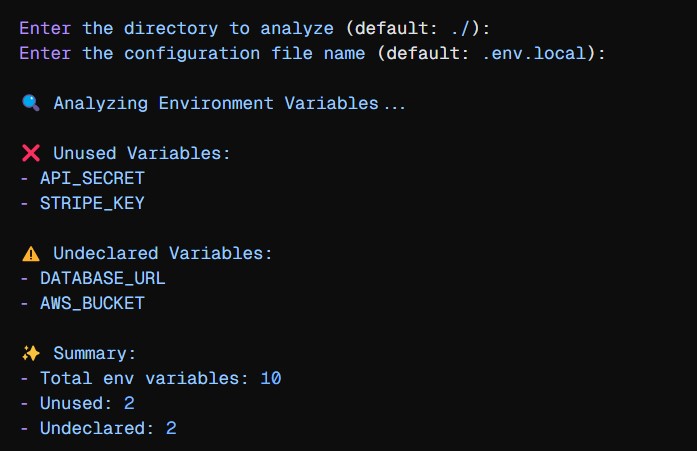 Enter the directory to analyze (default: ./):
Enter the configuration file name (default: .env.local):
🔍 Analyzing Environment Variables...
❌ Unused Variables:
- API_SECRET
- STRIPE_KEY
⚠️ Undeclared Variables:
- DATABASE_URL
- AWS_BUCKET
✨ Summary:
- Total env variables: 10
- Unused: 2
- Undeclared: 2